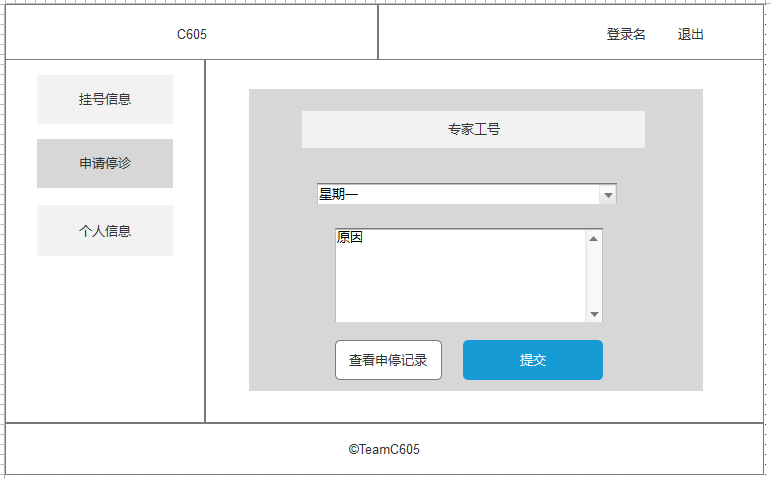 C605
登录名 退出
挂号信息
申请停诊
个人信息
专家工号
星期一
原因
查看申停记录
提交
©TeamC605